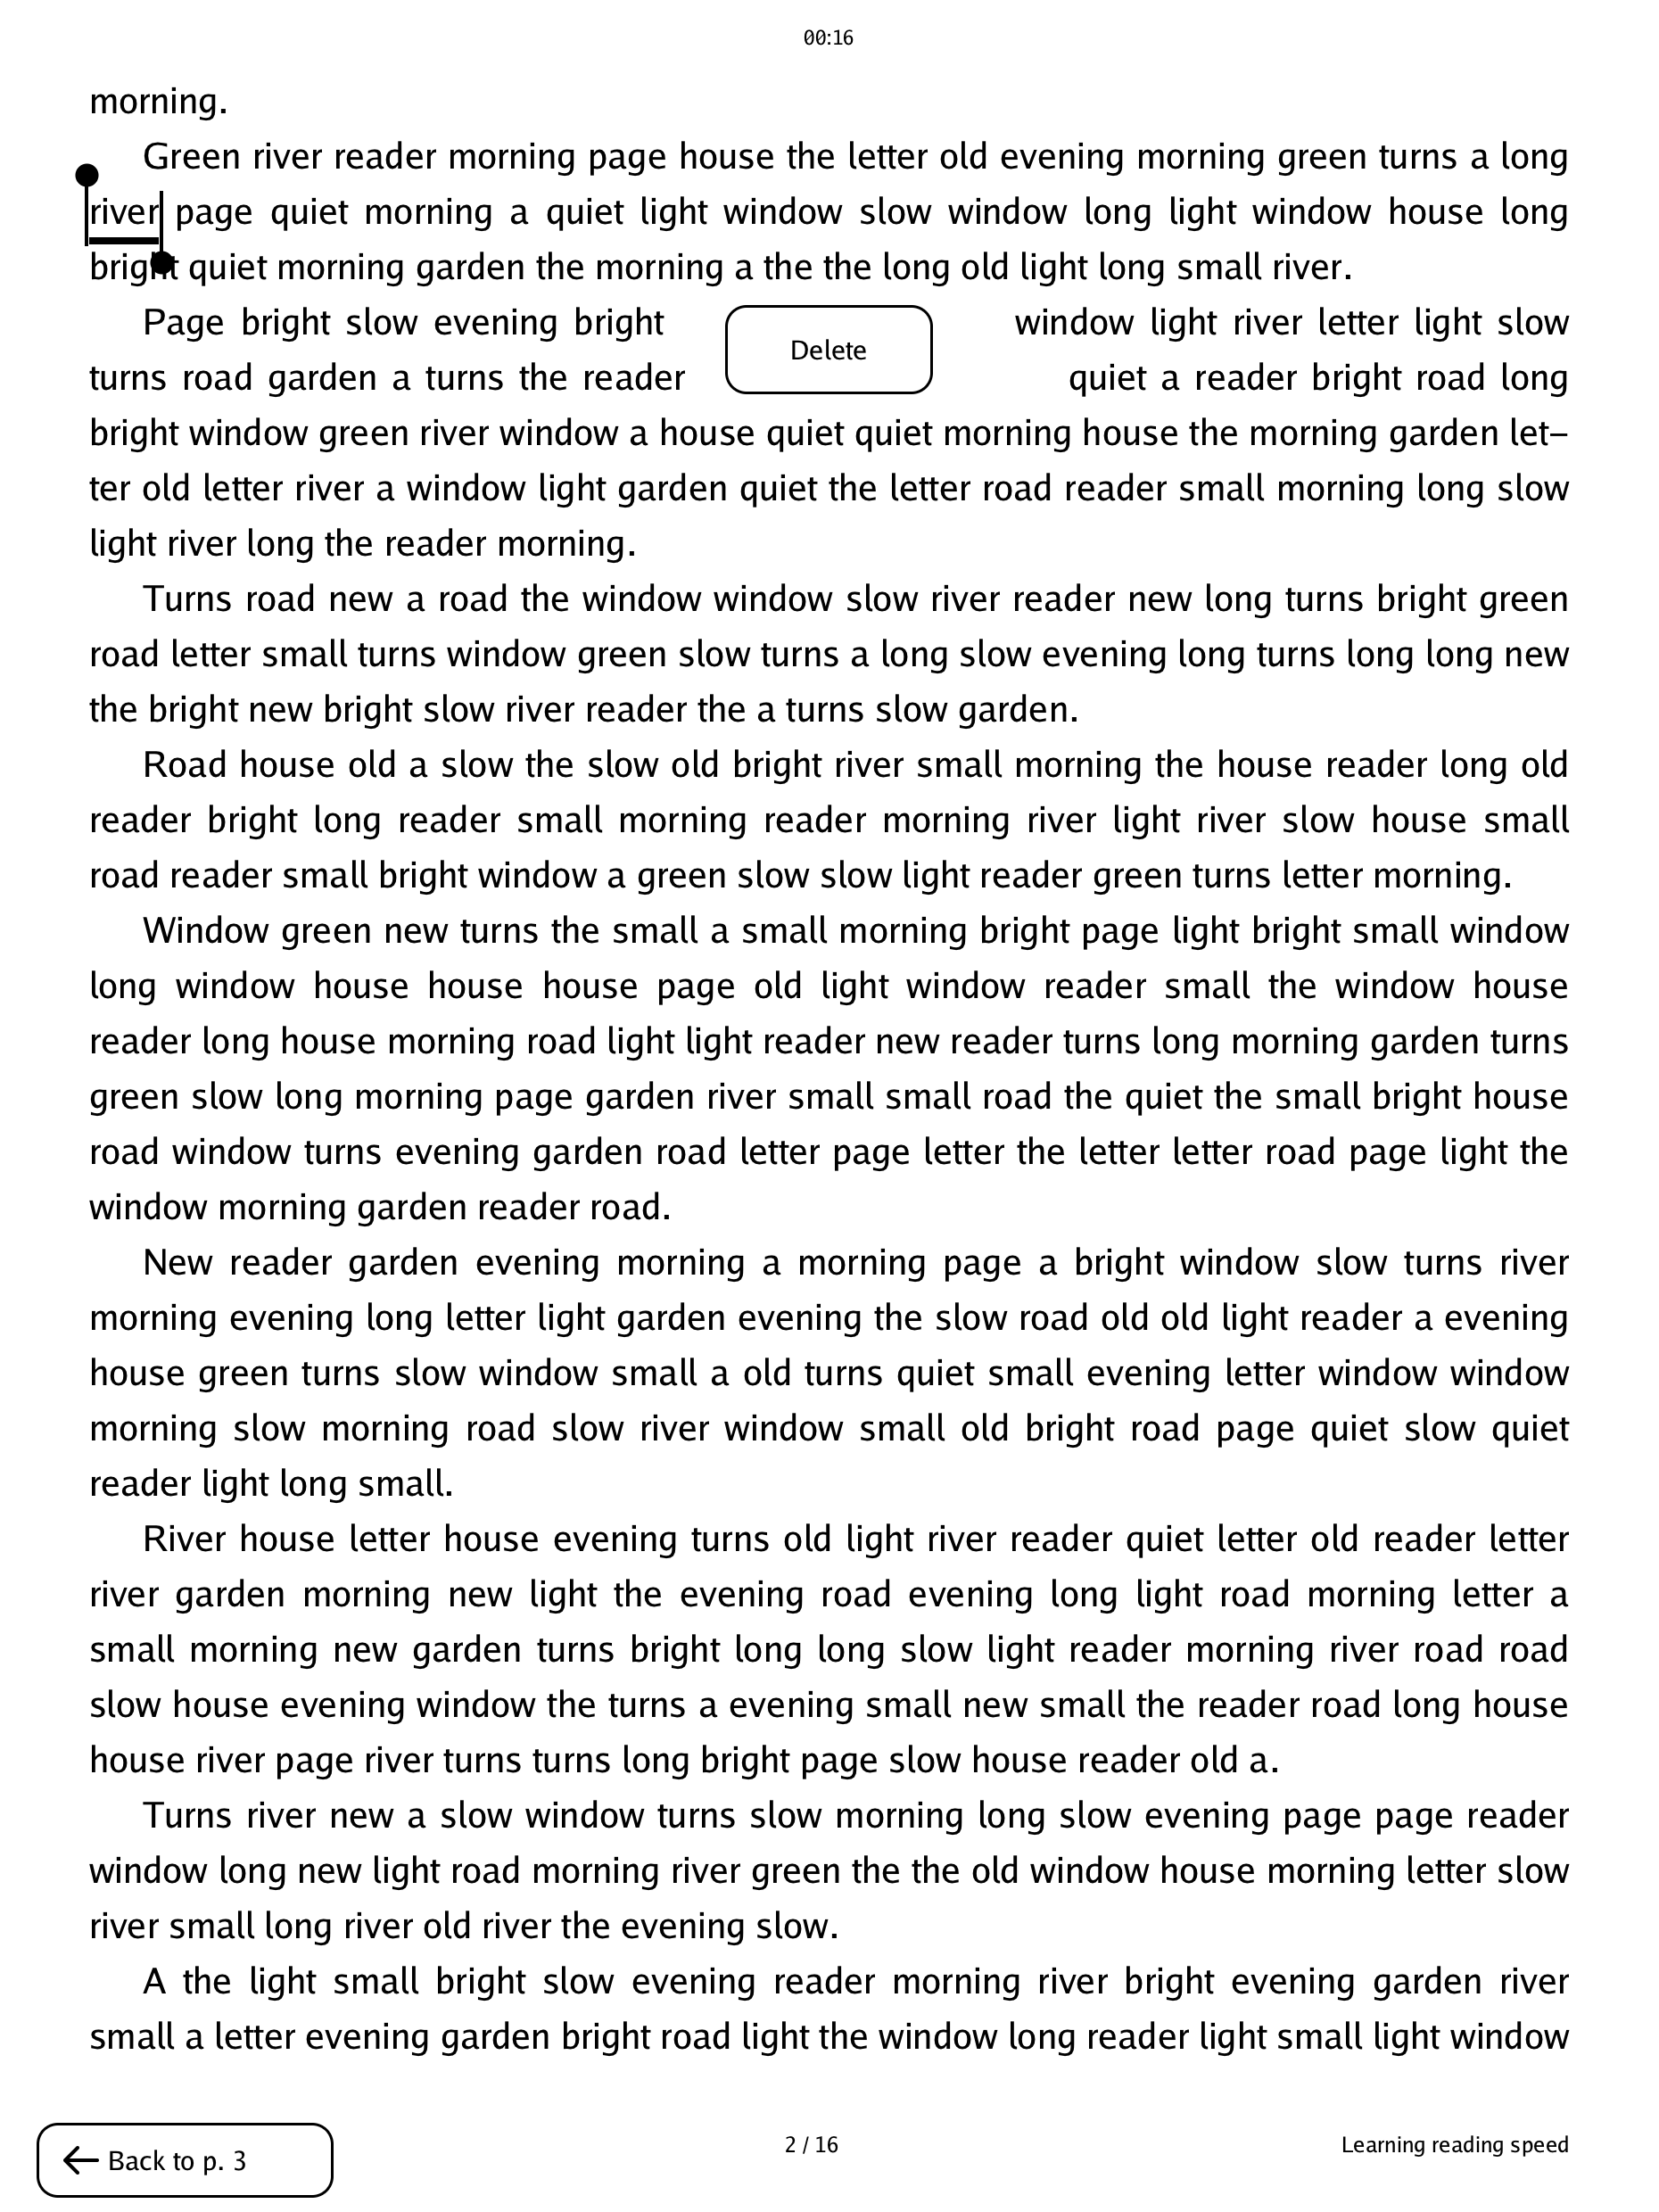 00:16
morning.
Green river reader morning page house the letter old evening morning green turns a long
river page quiet morning a quiet light window slow window long light window house long
bright quiet morning garden the morning a the the long old light long small river.
Page bright slow evening bright window light river letter light slow
Delete
turns road garden a turns the reader quiet a reader bright road long
bright window green river window a house quiet quiet morning house the morning garden let–
ter old letter river a window light garden quiet the letter road reader small morning long slow
light river long the reader morning.
Turns road new a road the window window slow river reader new long turns bright green
road letter small turns window green slow turns a long slow evening long turns long long new
the bright new bright slow river reader the a turns slow garden.
Road house old a slow the slow old bright river small morning the house reader long old
reader bright long reader small morning reader morning river light river slow house small
road reader small bright window a green slow slow light reader green turns letter morning.
Window green new turns the small a small morning bright page light bright small window
long window house house house page old light window reader small the window house
reader long house morning road light light reader new reader turns long morning garden turns
green slow long morning page garden river small small road the quiet the small bright house
road window turns evening garden road letter page letter the letter letter road page light the
window morning garden reader road.
New reader garden evening morning a morning page a bright window slow turns river
morning evening long letter light garden evening the slow road old old light reader a evening
house green turns slow window small a old turns quiet small evening letter window window
morning slow morning road slow river window small old bright road page quiet slow quiet
reader light long small.
River house letter house evening turns old light river reader quiet letter old reader letter
river garden morning new light the evening road evening long light road morning letter a
small morning new garden turns bright long long slow light reader morning river road road
slow house evening window the turns a evening small new small the reader road long house
house river page river turns turns long bright page slow house reader old a.
Turns river new a slow window turns slow morning long slow evening page page reader
window long new light road morning river green the the old window house morning letter slow
river small long river old river the evening slow.
A the light small bright slow evening reader morning river bright evening garden river
small a letter evening garden bright road light the window long reader light small light window
Back to p. 3
2 / 16
Learning reading speed